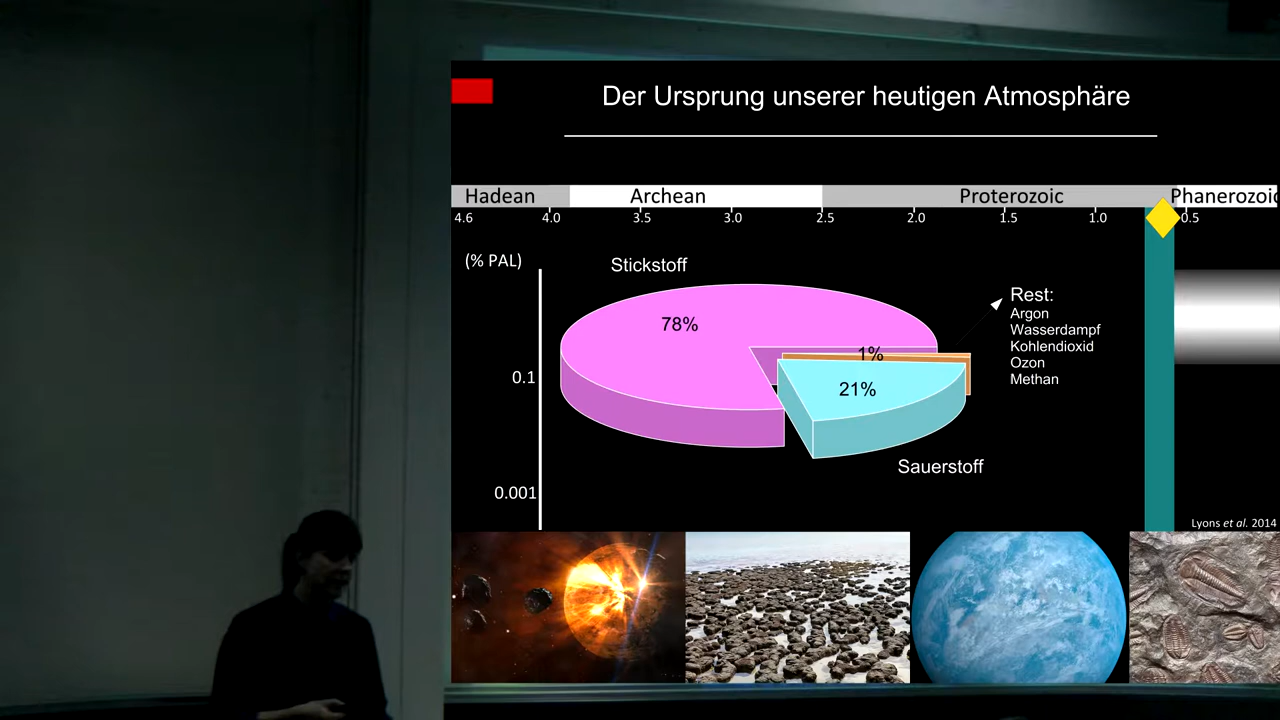 Der Ursprung unserer heutigen Atmosphäre
Hadean Archean Proterozoic Phanerozoic
4.6 4.0 3.5 3.0 2.5 2.0 1.5 1.0 0.5
(% PAL)
Stickstoff
78%
1%
21%
Rest:
Argon
Wasserdampf
Kohlendioxid
Ozon
Methan
0.1
Sauerstoff
0.001
Lyons et al. 2014